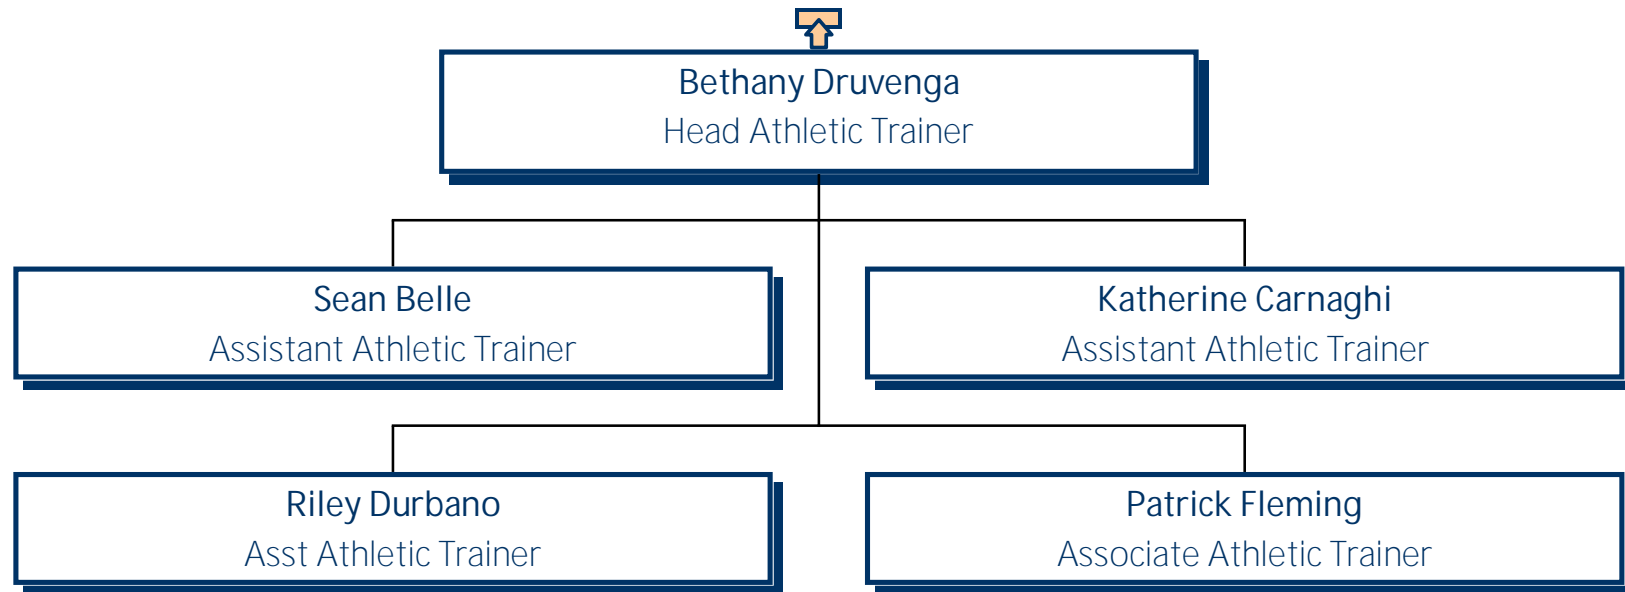 Bethany Druvenga
Head Athletic Trainer
Sean Belle
Assistant Athletic Trainer
Katherine Carnaghi
Assistant Athletic Trainer
Riley Durbano
Asst Athletic Trainer
Patrick Fleming
Associate Athletic Trainer